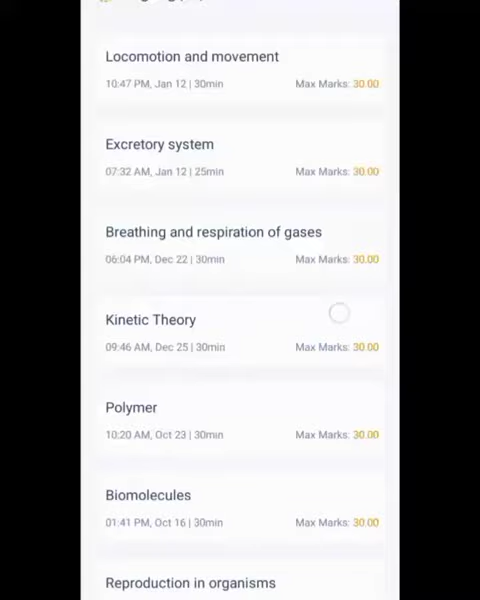 Locomotion and movement
10:47 PM, Jan 12 | 30min Max Marks: 30.00
Excretory system
07:32 AM, Jan 12 | 25min Max Marks: 30.00
Breathing and respiration of gases
06:04 PM, Dec 22 | 30min Max Marks: 30.00
Kinetic Theory
09:46 AM, Dec 25 | 30min Max Marks: 30.00
Polymer
10:20 AM, Oct 23 | 30min Max Marks: 30.00
Biomolecules
01:41 PM, Oct 16 | 30min Max Marks: 30.00
Reproduction in organisms